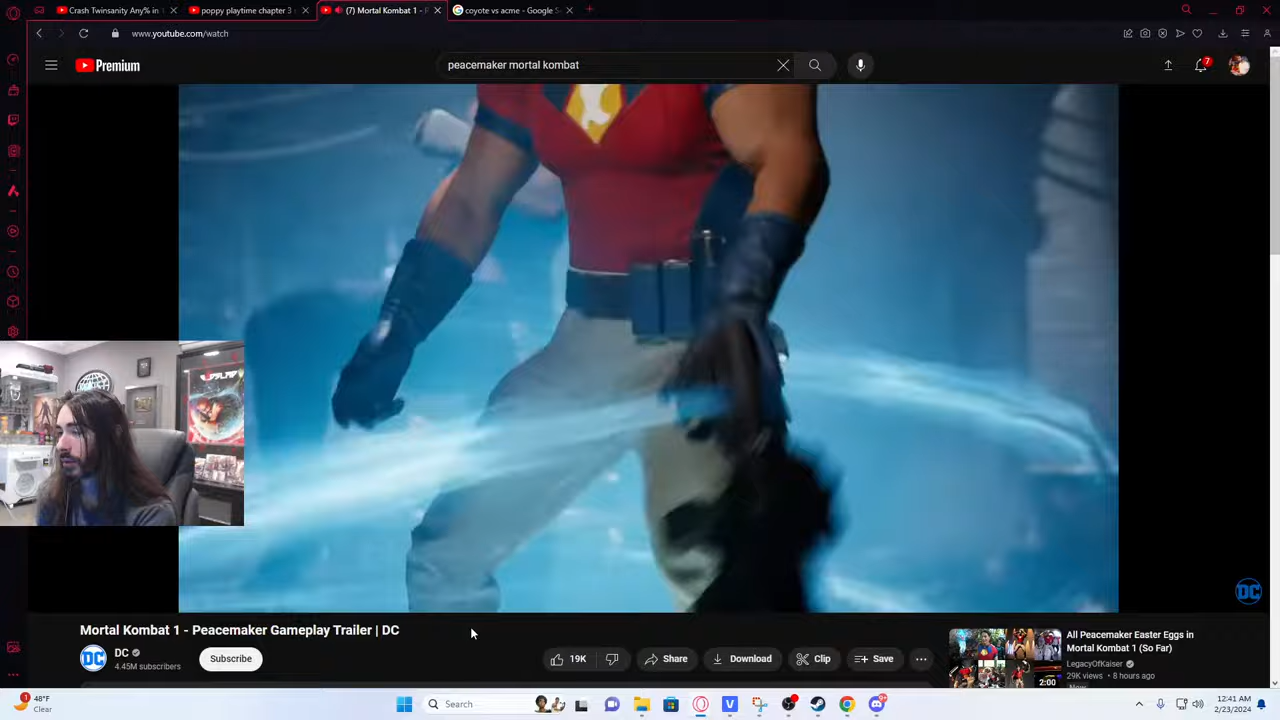 Crash Twinsanity Any% in
poppy playtime chapter 3
(7) Mortal Kombat 1 - P
coyote vs acme - Google S
www.youtube.com/watch
Premium
peacemaker mortal kombat
7
DC
Mortal Kombat 1 - Peacemaker Gameplay Trailer | DC
DC
DC
4.45M subscribers
Subscribe
19K
Share
Download
Clip
Save
All Peacemaker Easter Eggs in
Mortal Kombat 1 (So Far)
LegacyOfKaiser
29K views • 8 hours ago
2:00
48°F
Clear
Search
12:41 AM
2/23/2024